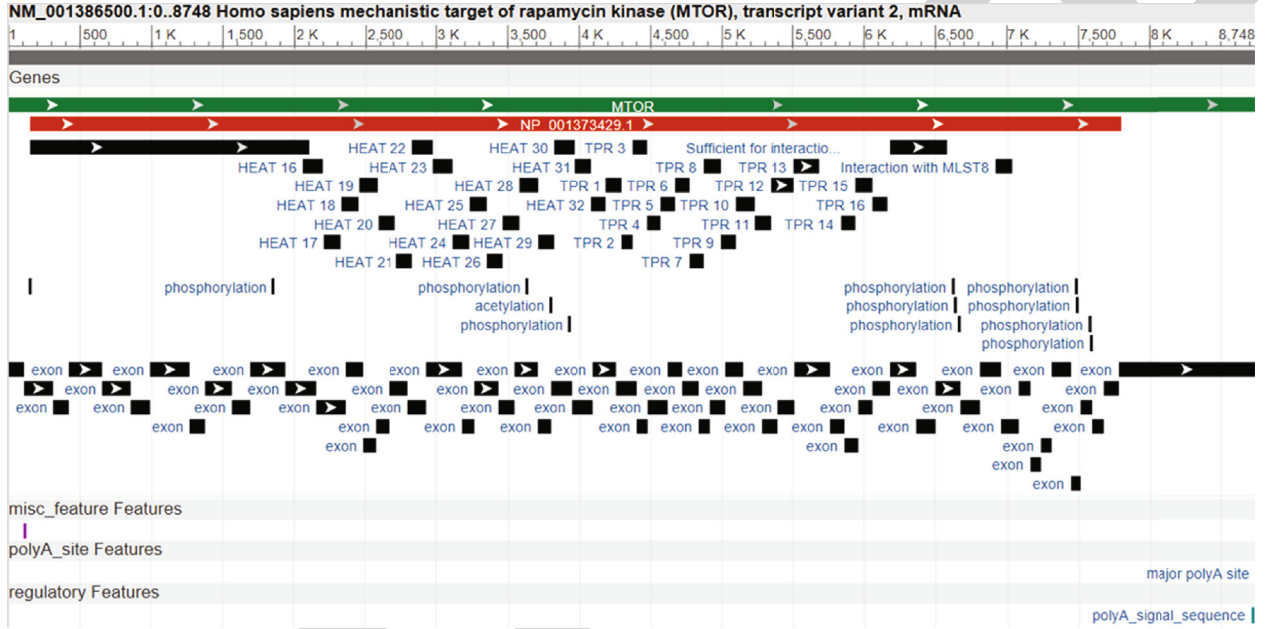 NM_001386500.1:0..8748 Homo sapiens mechanistic target of rapamycin kinase (MTOR), transcript variant 2, mRNA
1 500 1 K 1,500 2 K 2,500 3 K 3,500 4 K 4,500 5 K 5,500 6 K 6,500 7 K 7,500 8 K 8,748
Genes
MTOR
NP_001373429.1
HEAT 22 HEAT 30 TPR 3 Sufficient for interactio...
HEAT 16 HEAT 23 HEAT 31 TPR 8 TPR 13 Interaction with MLST8
HEAT 19 HEAT 28 TPR 1 TPR 6 TPR 12 TPR 15
HEAT 18 HEAT 25 HEAT 32 TPR 5 TPR 10 TPR 16
HEAT 20 HEAT 27 TPR 4 TPR 11 TPR 14
HEAT 17 HEAT 24 HEAT 29 TPR 2 TPR 9
HEAT 21 HEAT 26 TPR 7
phosphorylation phosphorylation phosphorylation phosphorylation
acetylation phosphorylation phosphorylation
phosphorylation phosphorylation phosphorylation
phosphorylation
exon exon exon exon exon exon exon exon exon exon exon exon exon exon
exon exon exon exon exon exon exon exon exon exon exon exon exon exon
exon exon exon exon exon exon exon exon exon exon exon exon exon
exon exon exon exon exon exon exon exon exon exon exon
exon exon exon
exon
exon
misc_feature Features
polyA_site Features
major polyA site
regulatory Features
polyA_signal_sequence